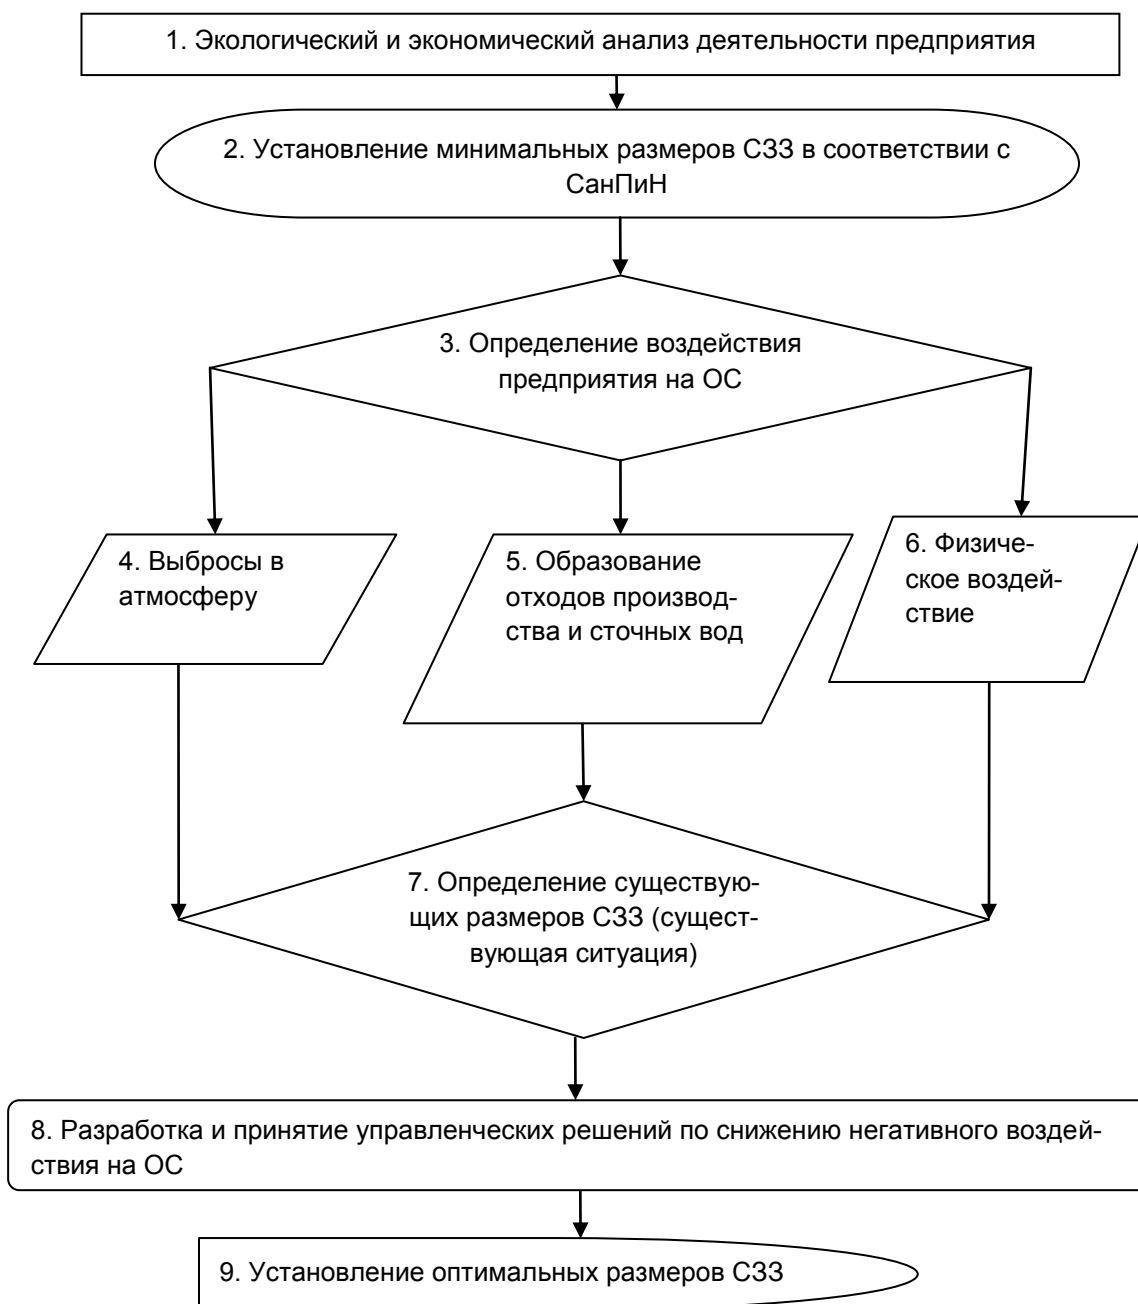 1. Экологический и экономический анализ деятельности предприятия
2. Установление минимальных размеров СЗЗ в соответствии с
СанПиН
3. Определение воздействия
предприятия на ОС
4. Выбросы в
атмосферу
5. Образование
отходов производ-
ства и сточных вод
6. Физиче-
ское воздей-
ствие
7. Определение существую-
щих размеров СЗЗ (сущест-
вующая ситуация)
8. Разработка и принятие управленческих решений по снижению негативного воздей-
ствия на ОС
9. Установление оптимальных размеров СЗЗ